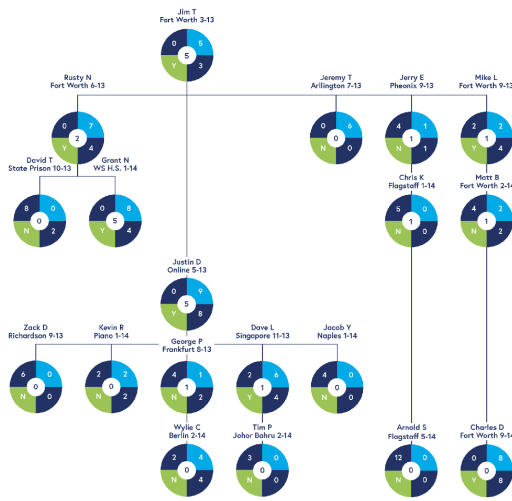 Jim T
Fort Worth 3-13
0 5
5
Y 3
Rusty N
Fort Worth 6-13
0 7
2
Y 4
Jeremy T
Arllington 7-13
0 6
0
N 0
Jerry E
Pheonix 9-13
4 1
1
N 1
Mike L
Fort Worth 9-13
2 2
1
Y 4
David T
State Prison 10-13
8 0
0
N 2
Grant N
WS H.S. 1-14
0 8
5
Y 4
Chris K
Flagstaff 1-14
5 0
1
N 0
Matt B
Fort Worth 2-14
4 2
1
N 2
Justin D
Online 5-13
0 9
5
Y 8
Zack D
Richardson 9-13
6 0
0
N 0
Kevin R
Plano 1-14
2 2
0
N 2
George P
Frankfurt 8-13
4 1
1
N 2
Dave L
Singapore 11-13
2 6
1
Y 4
Jacob Y
Naples 1-14
4 0
0
N 0
Wylie C
Berlin 2-14
2 4
0
N 4
Tim P
Johor Bahru 2-14
3 0
0
N 0
Arnold S
Flagstaff 5-14
12 0
0
N 0
Charles D
Fort Worth 9-14
0 8
0
Y 8